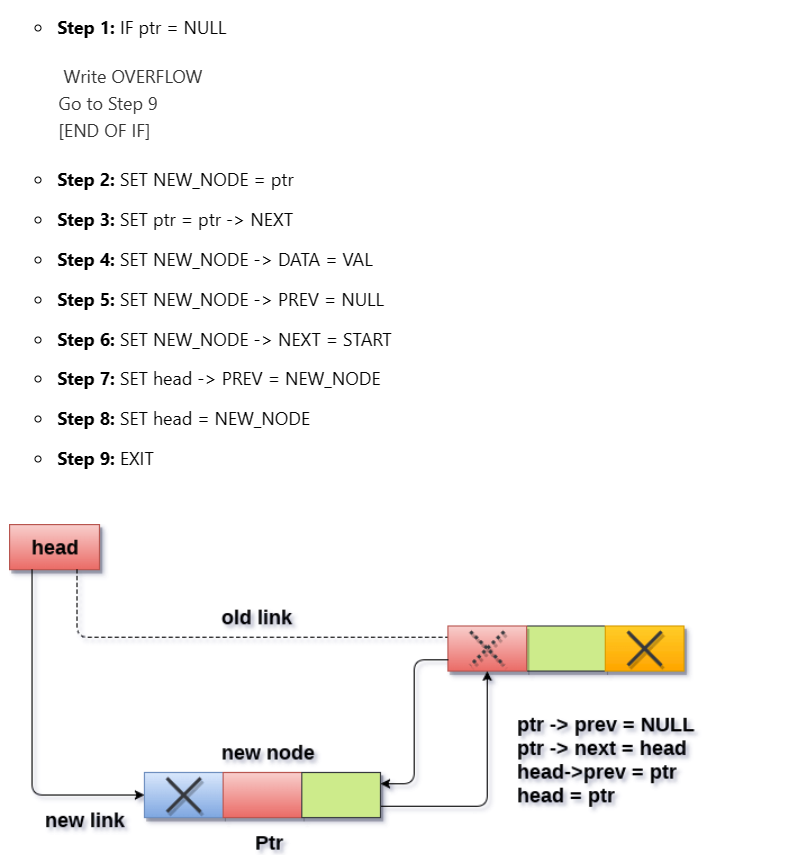 Step 1: IF ptr = NULL
Write OVERFLOW
Go to Step 9
[END OF IF]
Step 2: SET NEW_NODE = ptr
Step 3: SET ptr = ptr -> NEXT
Step 4: SET NEW_NODE -> DATA = VAL
Step 5: SET NEW_NODE -> PREV = NULL
Step 6: SET NEW_NODE -> NEXT = START
Step 7: SET head -> PREV = NEW_NODE
Step 8: SET head = NEW_NODE
Step 9: EXIT
head
old link
new node
new link
Ptr
ptr -> prev = NULL
ptr -> next = head
head->prev = ptr
head = ptr